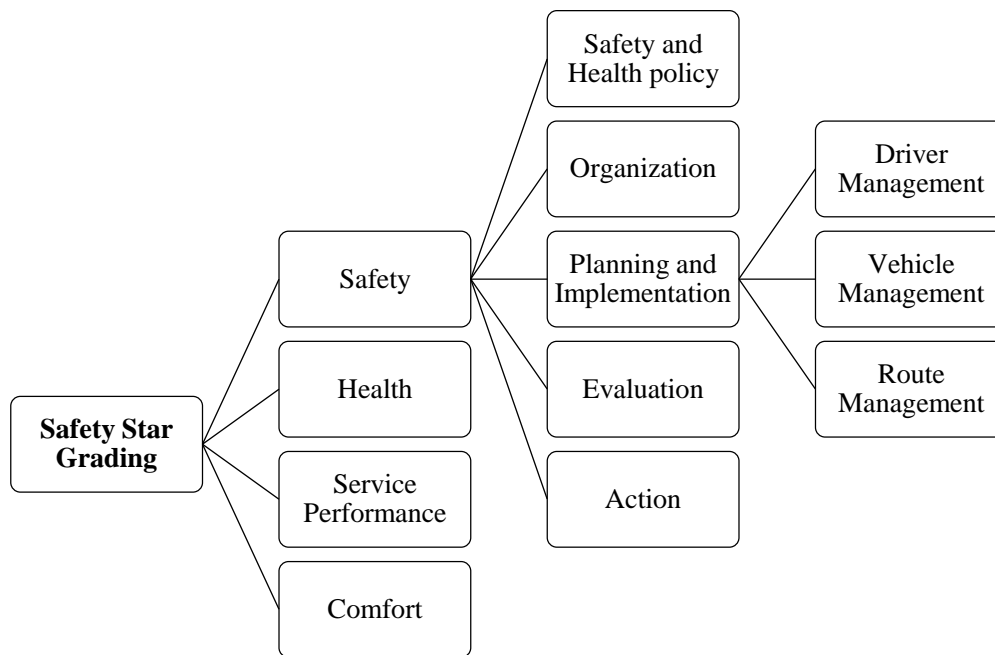 Safety Star
Grading
Safety
Health
Service
Performance
Comfort
Safety and
Health policy
Organization
Planning and
Implementation
Evaluation
Action
Driver
Management
Vehicle
Management
Route
Management